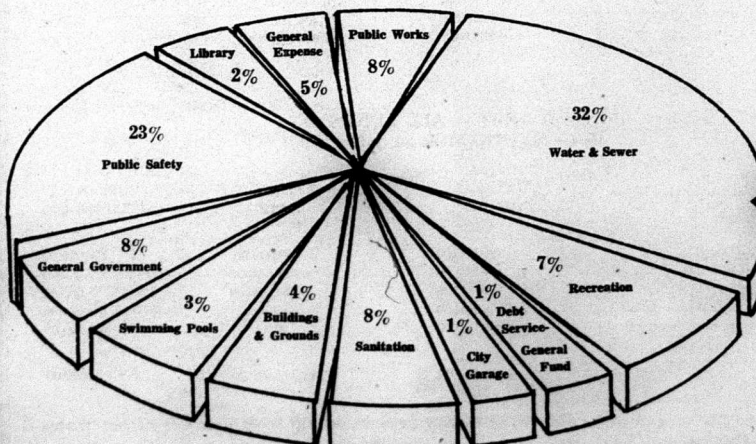 Public Works
8%
32%
Water & Sewer
7%
Recreation
1%
Debt
Service-
General
Fund
1%
City
Garage
8%
Sanitation
4%
Buildings
& Grounds
3%
Swimming Pools
8%
General Government
23%
Public Safety
Library
2%
General
Expense
5%